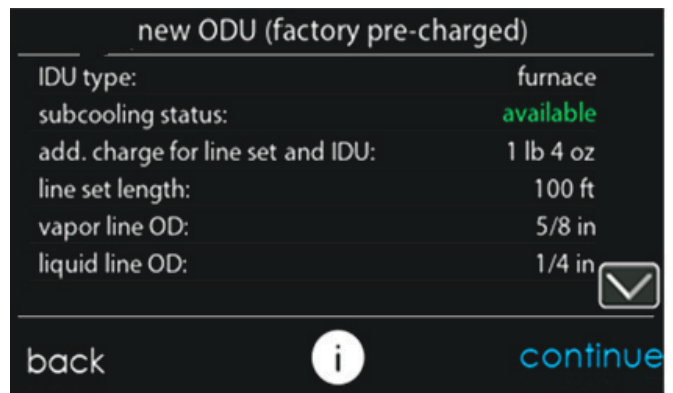 new ODU (factory pre-charged)
IDU type: furnace
subcooling status: available
add. charge for line set and IDU: 1 lb 4 oz
line set length: 100 ft
vapor line OD: 5/8 in
liquid line OD: 1/4 in
back i continue